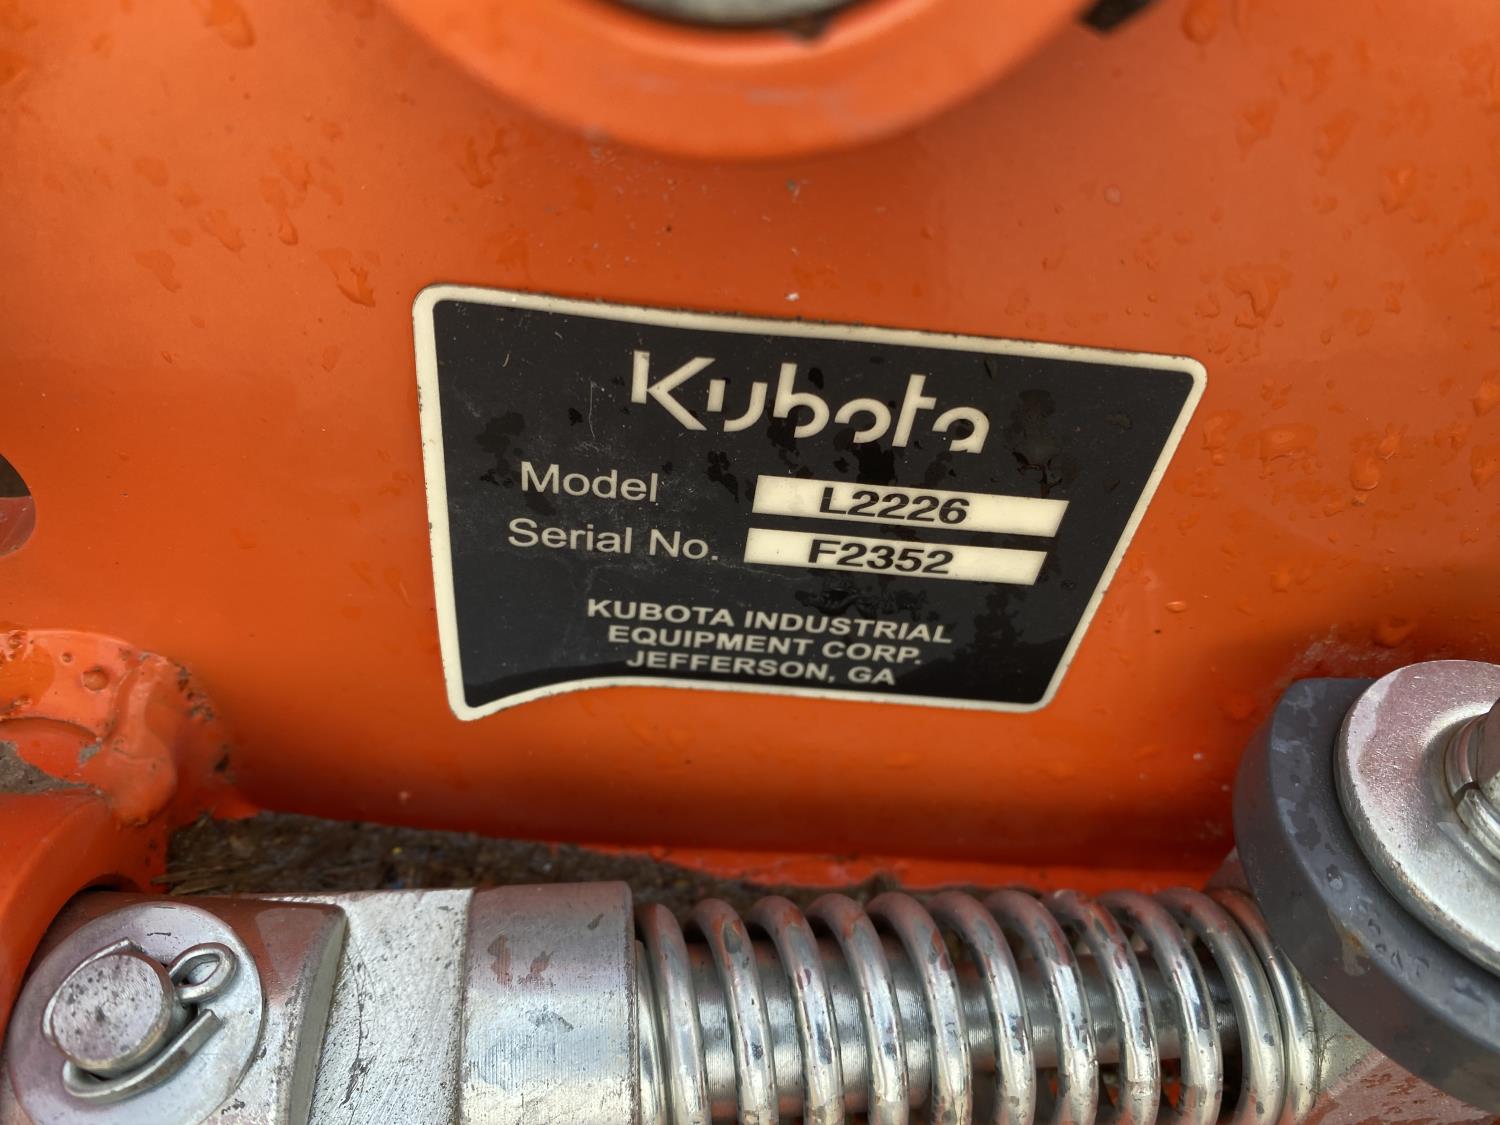 Kubota
Model L2226
Serial No. F2352
KUBOTA INDUSTRIAL
EQUIPMENT CORP.
JEFFERSON, GA